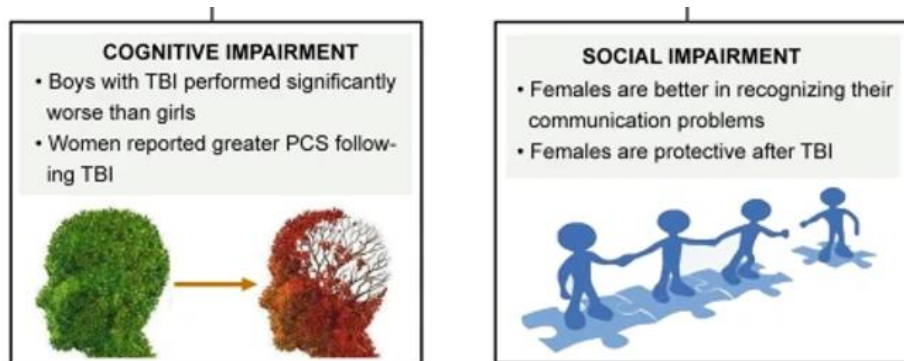 COGNITIVE IMPAIRMENT
• Boys with TBI performed significantly
worse than girls
• Women reported greater PCS follow-
ing TBI
SOCIAL IMPAIRMENT
• Females are better in recognizing their
communication problems
• Females are protective after TBI